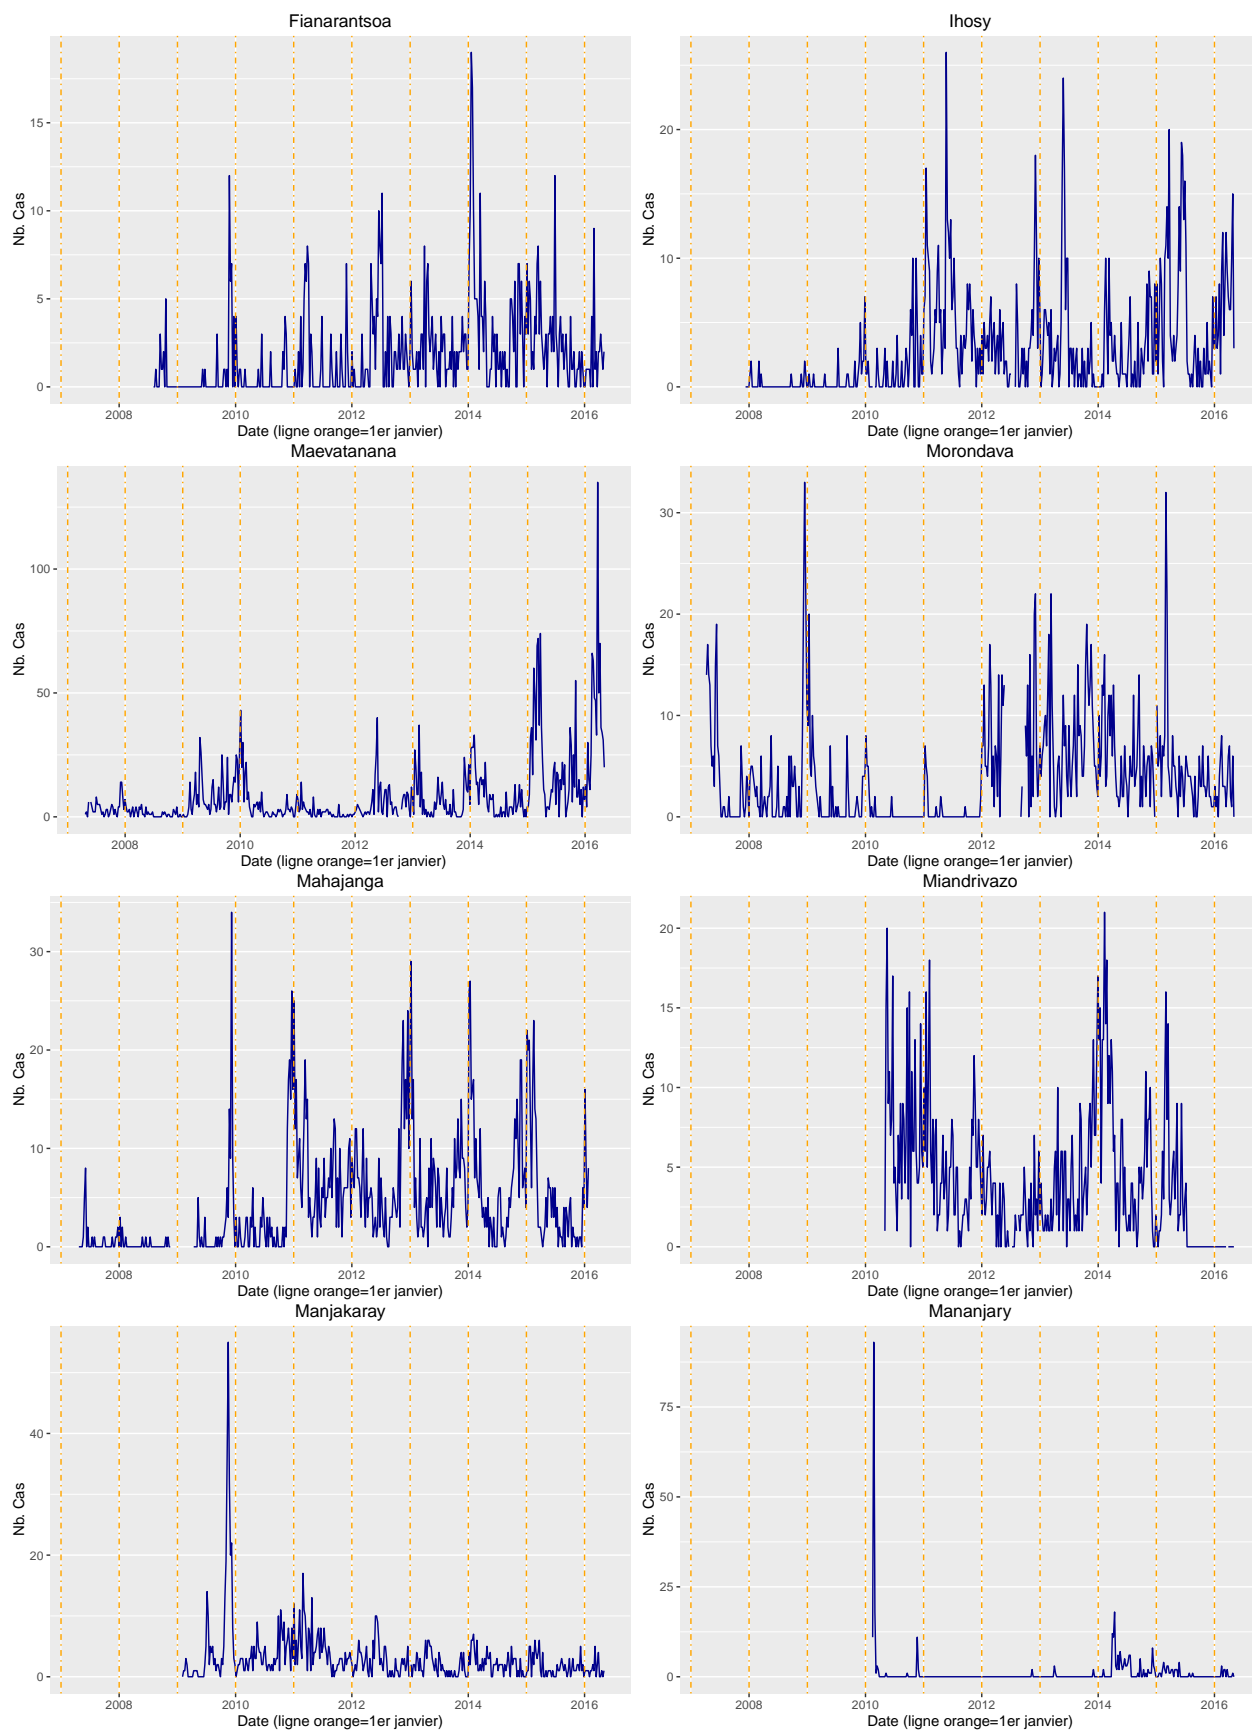 Fianarantsoa
Nb. Cas
15
10
5
0
2008 2010 2012 2014 2016
Date (ligne orange=1er janvier)
Ihosy
Nb. Cas
20
10
0
2008 2010 2012 2014 2016
Date (ligne orange=1er janvier)
Maevatanana
Nb. Cas
100
50
0
2008 2010 2012 2014 2016
Date (ligne orange=1er janvier)
Morondava
Nb. Cas
30
20
10
0
2008 2010 2012 2014 2016
Date (ligne orange=1er janvier)
Mahajanga
Nb. Cas
30
20
10
0
2008 2010 2012 2014 2016
Date (ligne orange=1er janvier)
Miandrivazo
Nb. Cas
20
15
10
5
0
2008 2010 2012 2014 2016
Date (ligne orange=1er janvier)
Manjakaray
Nb. Cas
40
20
0
2008 2010 2012 2014 2016
Date (ligne orange=1er janvier)
Mananjary
Nb. Cas
75
50
25
0
2008 2010 2012 2014 2016
Date (ligne orange=1er janvier)